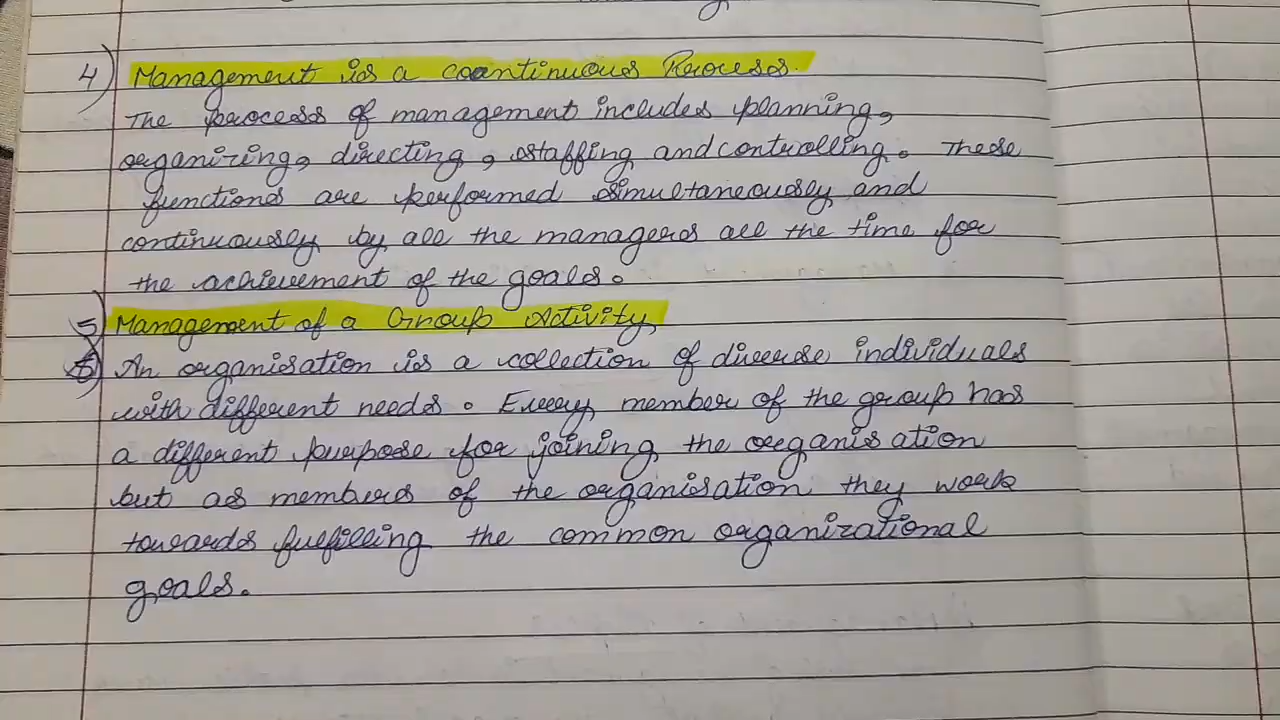 4) Management is a continuous Process.
The process of management includes planning,
organizing, directing, staffing and controlling. These
functions are performed simultaneously and
continuously by all the managers all the time for
the achievement of the goals.
5) Management of a Group Activity
An organisation is a collection of diverse individuals
with different needs. Every member of the group has
a different purpose for joining the organisation
but as members of the organisation they work
towards fulfilling the common organizational
goals.